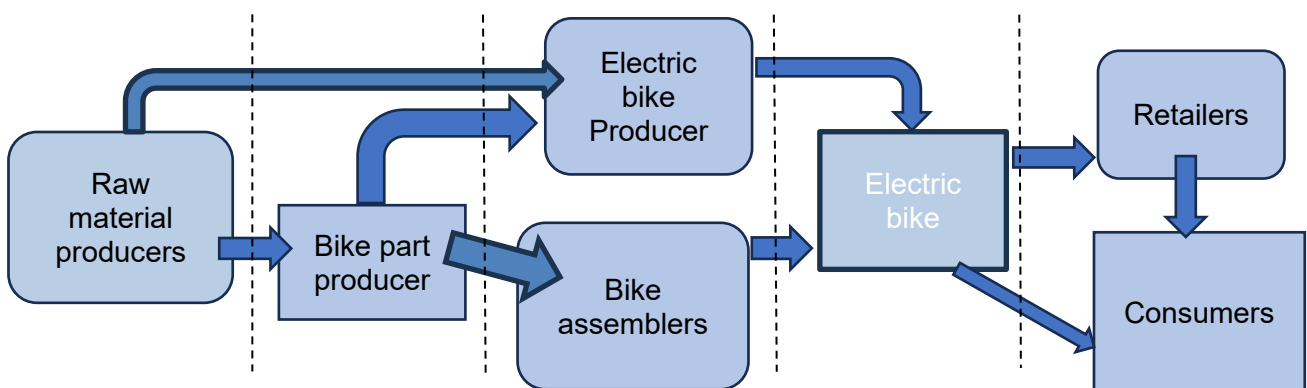 Raw
material
producers
Bike part
producer
Electric
bike
Producer
Bike
assemblers
Electric
bike
Retailers
Consumers